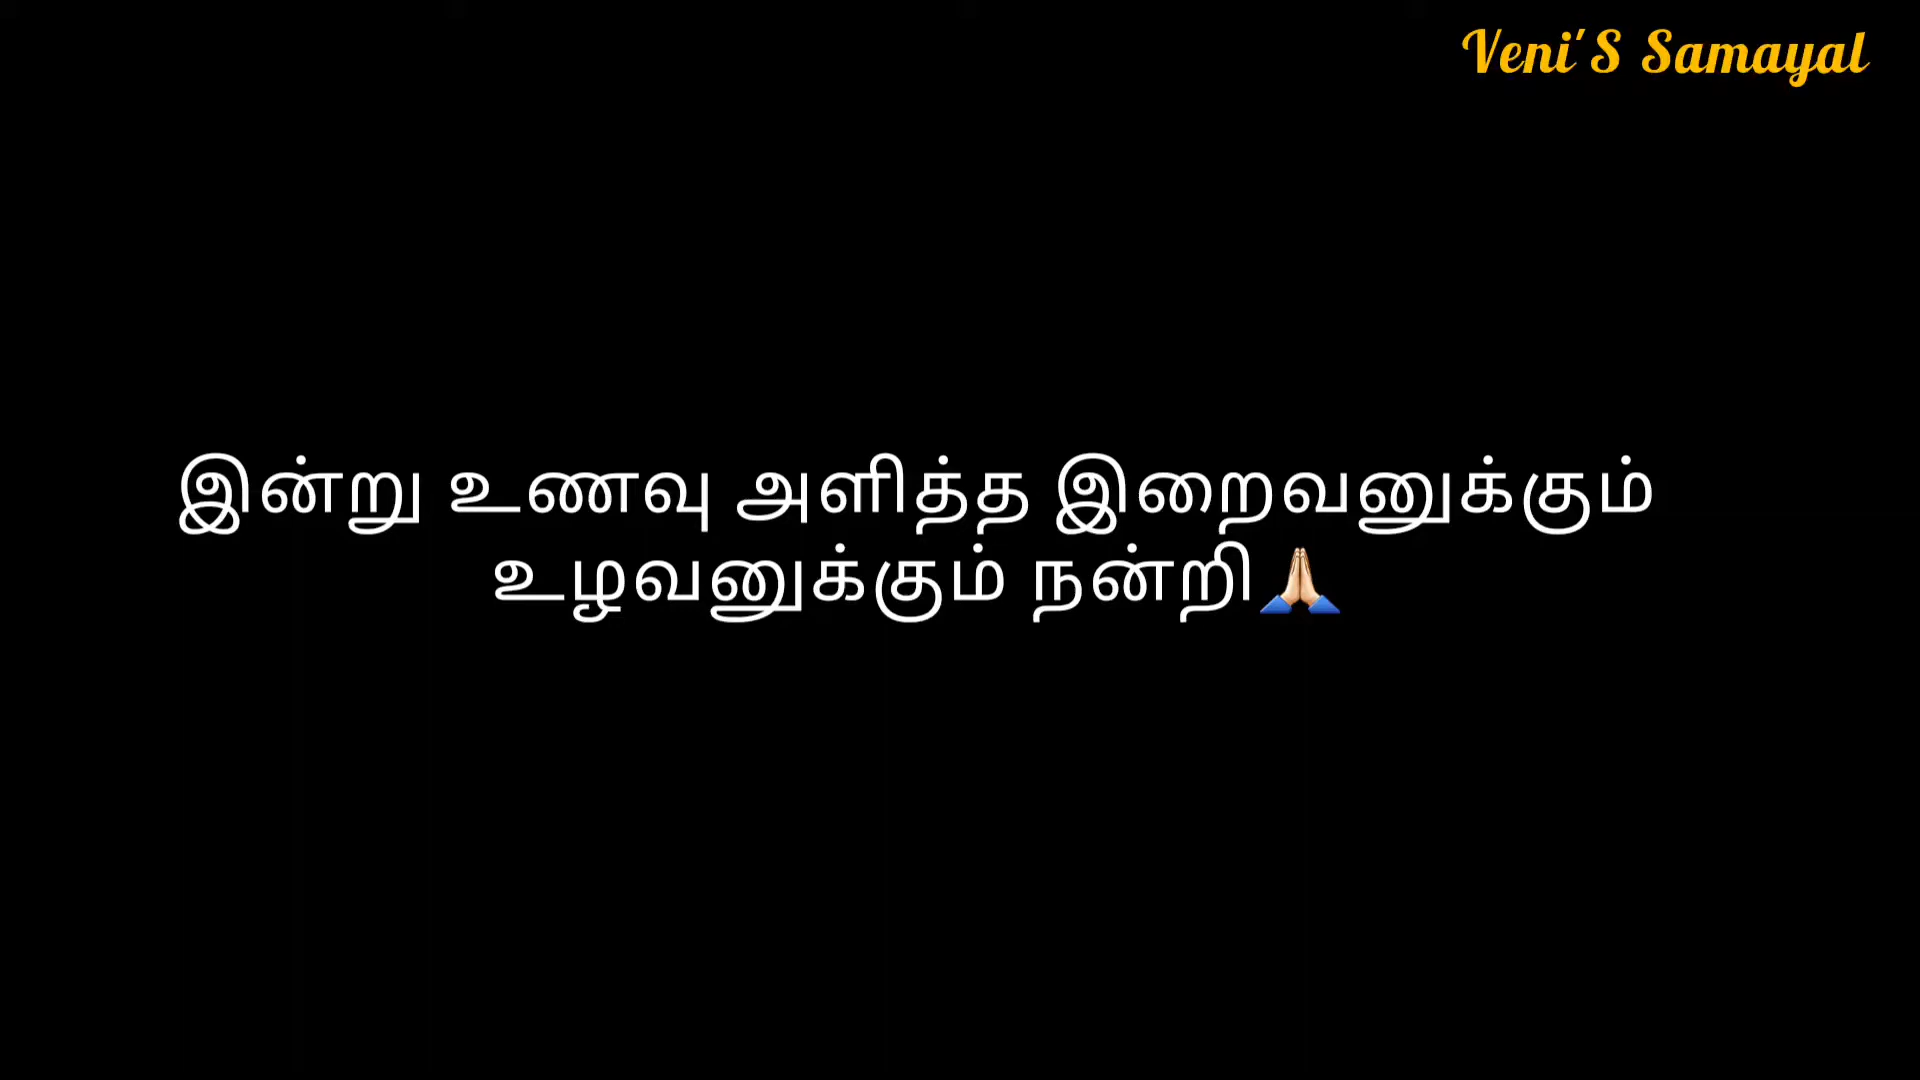 Veni'S Samayal
இன்று உணவு அளித்த இறைவனுக்கும்
உழவனுக்கும் நன்றி🙏🏻